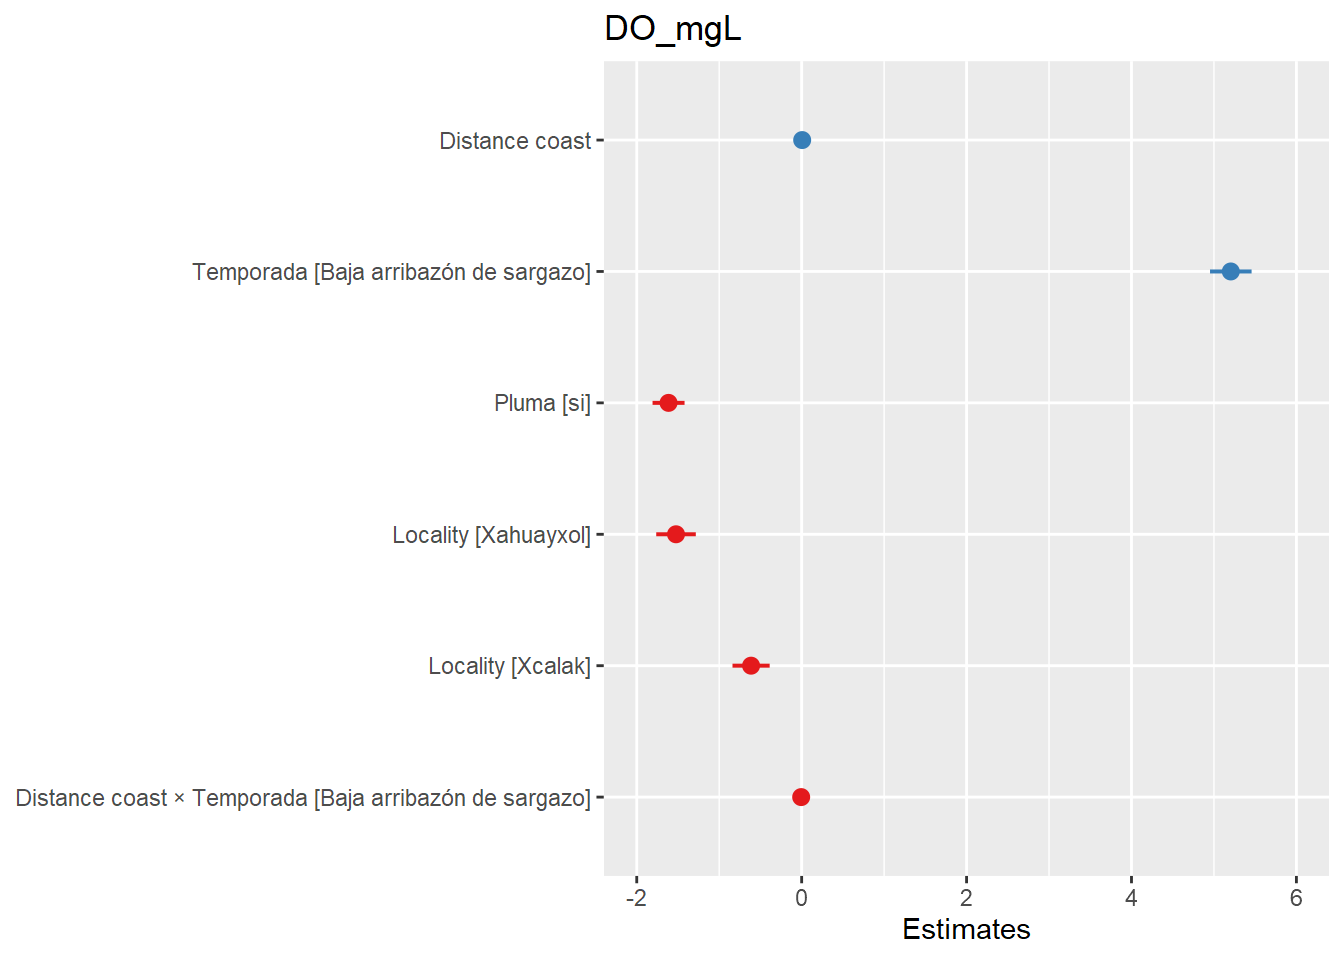 DO_mgL
Distance coast
Temporada [Baja arribazón de sargazo]
Pluma [si]
Locality [Xahuayxol]
Locality [Xcalak]
Distance coast × Temporada [Baja arribazón de sargazo]
-2 0 2 4 6
Estimates